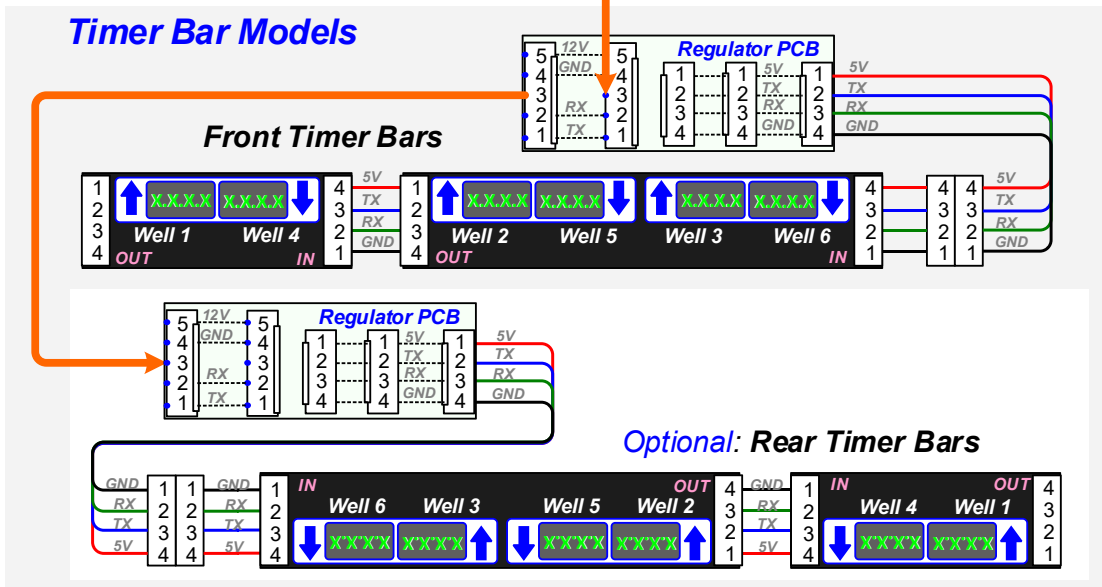 Timer Bar Models
Regulator PCB
5 12V 5
4 GND 4
3 3
2 RX 2
1 TX 1
1 1 5V 1 5V
2 2 TX 2 TX
3 3 RX 3 RX
4 4 GND 4 GND
Front Timer Bars
1 X.X.X.X X.X.X.X 4 5V 1 X.X.X.X X.X.X.X X.X.X.X X.X.X.X 4 4 4 5V
2 3 TX 2 3 3 3 TX
3 Well 1 Well 4 2 RX 3 Well 2 Well 5 Well 3 Well 6 2 2 2 RX
4 OUT IN 1 GND 4 OUT IN 1 1 1 GND
Regulator PCB
5 12V 5
4 GND 4
3 3
2 RX 2
1 TX 1
1 1 5V 1 5V
2 2 TX 2 TX
3 3 RX 3 RX
4 4 GND 4 GND
Optional: Rear Timer Bars
GND 1 1 GND 1 IN OUT 4 GND 1 IN OUT 4
RX 2 2 RX 2 Well 6 Well 3 Well 5 Well 2 3 RX 2 Well 4 Well 1 3
TX 3 3 TX 3 2 TX 3 2
5V 4 4 5V 4 X"X"X"X X"X"X"X X"X"X"X X"X"X"X 1 5V 4 X"X"X"X X"X"X"X 1